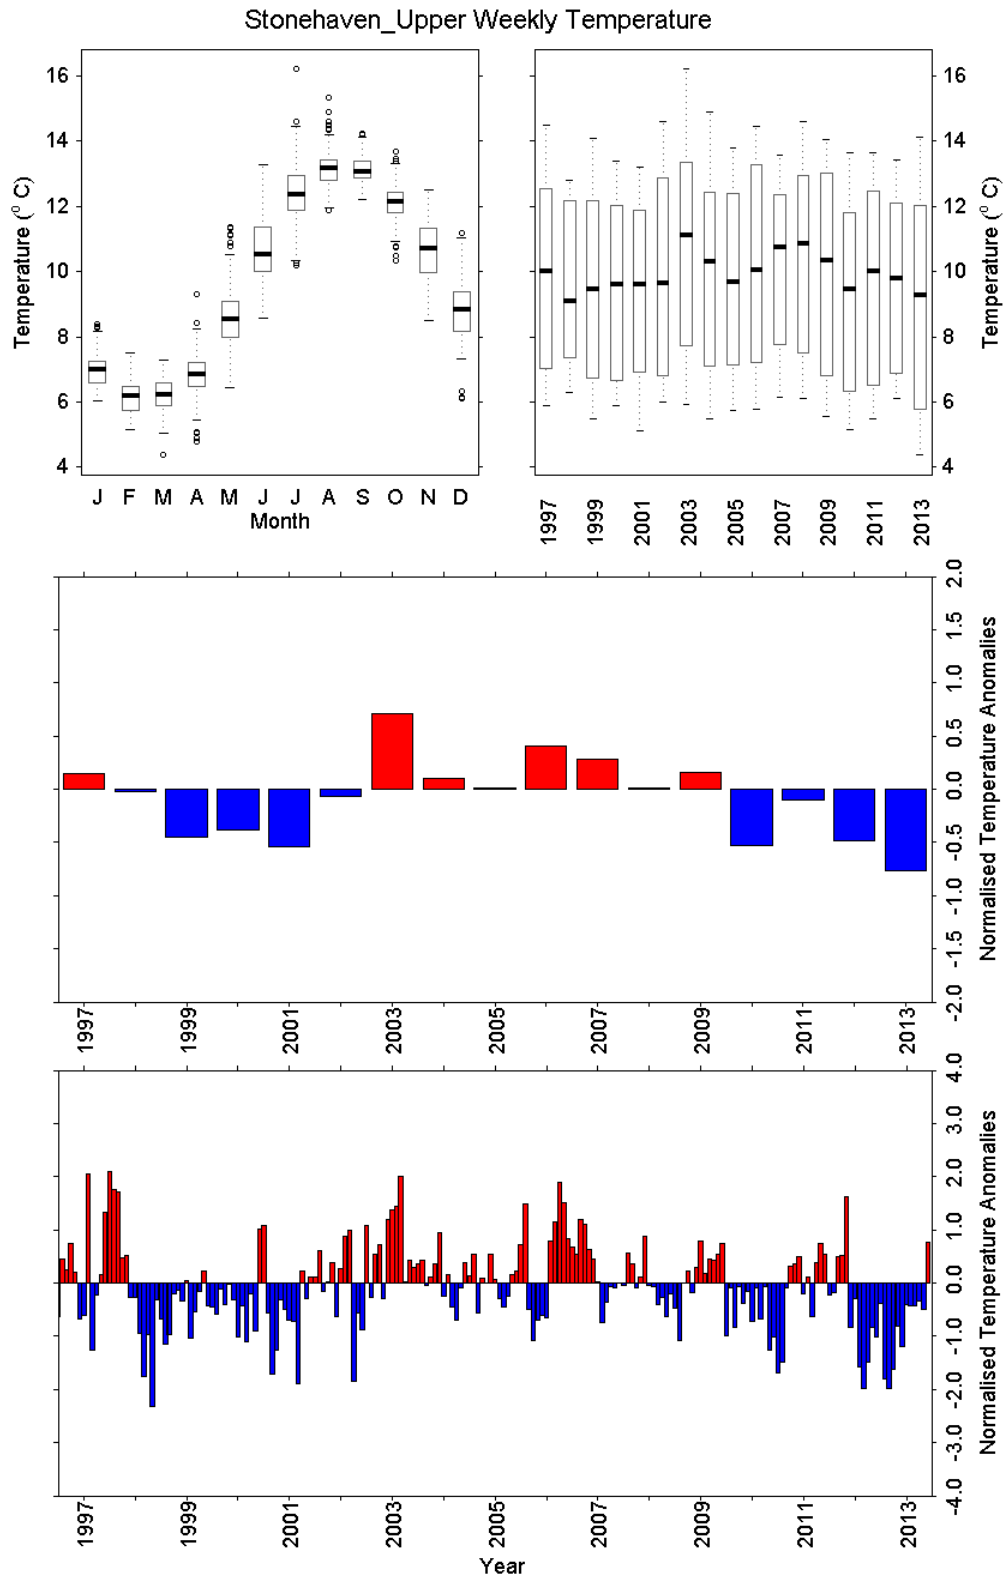 Stonehaven_Upper Weekly Temperature
Temperature (⁰ C)
16
14
12
10
8
6
4
J F M A M J J A S O N D
Month
16
14
12
10
8
6
4
Temperature (⁰ C)
1997 1999 2001 2003 2005 2007 2009 2011 2013
2.0
1.5
1.0
0.5
0.0
-0.5
-1.0
-1.5
-2.0
Normalised Temperature Anomalies
1997 1999 2001 2003 2005 2007 2009 2011 2013
4.0
3.0
2.0
1.0
0.0
-1.0
-2.0
-3.0
-4.0
Normalised Temperature Anomalies
1997 1999 2001 2003 2005 2007 2009 2011 2013
Year